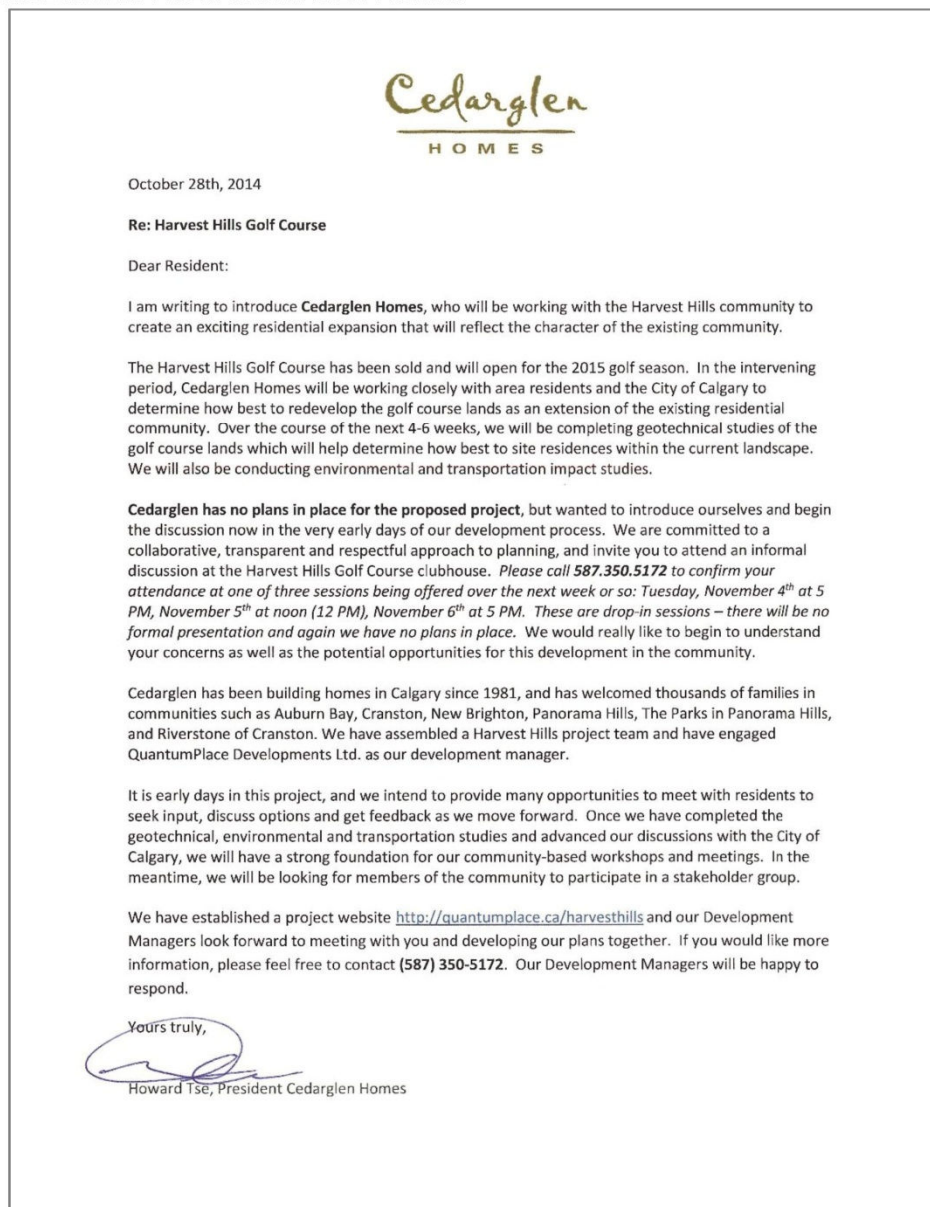 Cedarglen
HOMES
October 28th, 2014
Re: Harvest Hills Golf Course
Dear Resident:
I am writing to introduce Cedarglen Homes, who will be working with the Harvest Hills community to
create an exciting residential expansion that will reflect the character of the existing community.
The Harvest Hills Golf Course has been sold and will open for the 2015 golf season. In the intervening
period, Cedarglen Homes will be working closely with area residents and the City of Calgary to
determine how best to redevelop the golf course lands as an extension of the existing residential
community. Over the course of the next 4-6 weeks, we will be completing geotechnical studies of the
golf course lands which will help determine how best to site residences within the current landscape.
We will also be conducting environmental and transportation impact studies.
Cedarglen has no plans in place for the proposed project, but wanted to introduce ourselves and begin
the discussion now in the very early days of our development process. We are committed to a
collaborative, transparent and respectful approach to planning, and invite you to attend an informal
discussion at the Harvest Hills Golf Course clubhouse. Please call 587.350.5172 to confirm your
attendance at one of three sessions being offered over the next week or so: Tuesday, November 4th at 5
PM, November 5th at noon (12 PM), November 6th at 5 PM. These are drop-in sessions – there will be no
formal presentation and again we have no plans in place. We would really like to begin to understand
your concerns as well as the potential opportunities for this development in the community.
Cedarglen has been building homes in Calgary since 1981, and has welcomed thousands of families in
communities such as Auburn Bay, Cranston, New Brighton, Panorama Hills, The Parks in Panorama Hills,
and Riverstone of Cranston. We have assembled a Harvest Hills project team and have engaged
QuantumPlace Developments Ltd. as our development manager.
It is early days in this project, and we intend to provide many opportunities to meet with residents to
seek input, discuss options and get feedback as we move forward. Once we have completed the
geotechnical, environmental and transportation studies and advanced our discussions with the City of
Calgary, we will have a strong foundation for our community-based workshops and meetings. In the
meantime, we will be looking for members of the community to participate in a stakeholder group.
We have established a project website http://quantumplace.ca/harvesthills and our Development
Managers look forward to meeting with you and developing our plans together. If you would like more
information, please feel free to contact (587) 350-5172. Our Development Managers will be happy to
respond.
Yours truly,
Howard Tse, President Cedarglen Homes